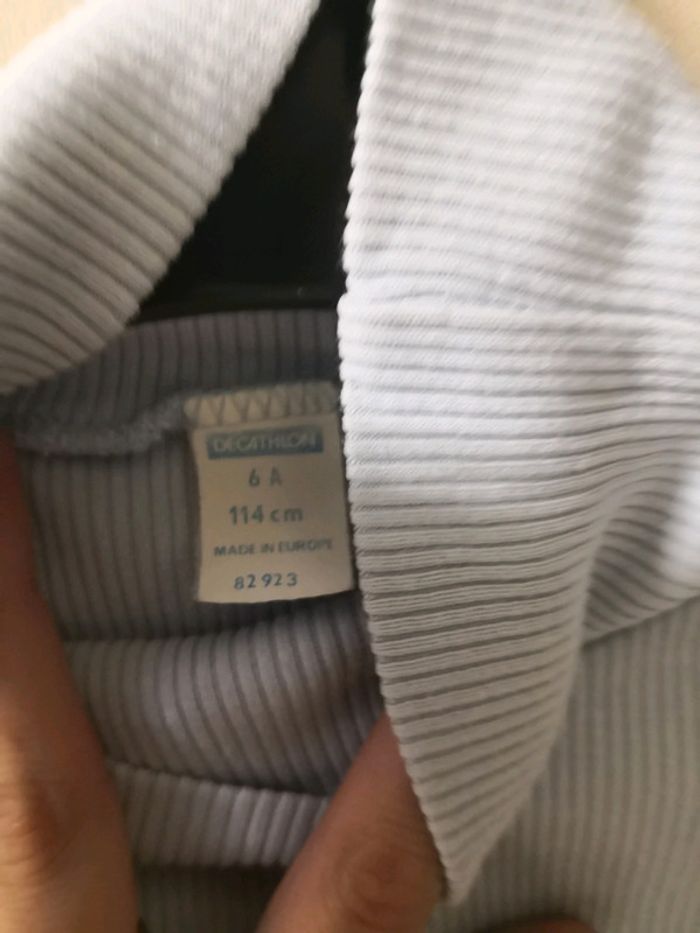 DECATHLON
6 A
114 cm
MADE IN EUROPE
82923